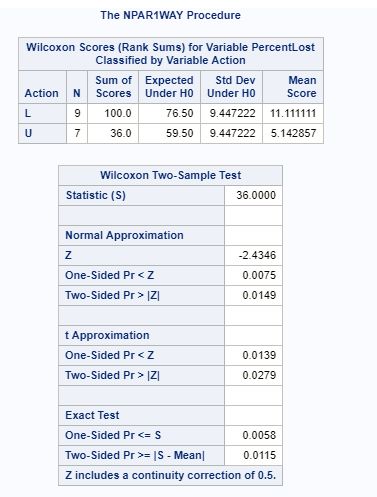 The NPAR1WAY Procedure
Wilcoxon Scores (Rank Sums) for Variable PercentLost
Classified by Variable Action
Action N Sum of Scores Expected Under H0 Std Dev Under H0 Mean Score
L 9 100.0 76.50 9.447222 11.111111
U 7 36.0 59.50 9.447222 5.142857
Wilcoxon Two-Sample Test
Statistic (S) 36.0000
Normal Approximation
Z -2.4346
One-Sided Pr < Z 0.0075
Two-Sided Pr > |Z| 0.0149
t Approximation
One-Sided Pr < Z 0.0139
Two-Sided Pr > |Z| 0.0279
Exact Test
One-Sided Pr <= S 0.0058
Two-Sided Pr >= |S - Mean| 0.0115
Z includes a continuity correction of 0.5.